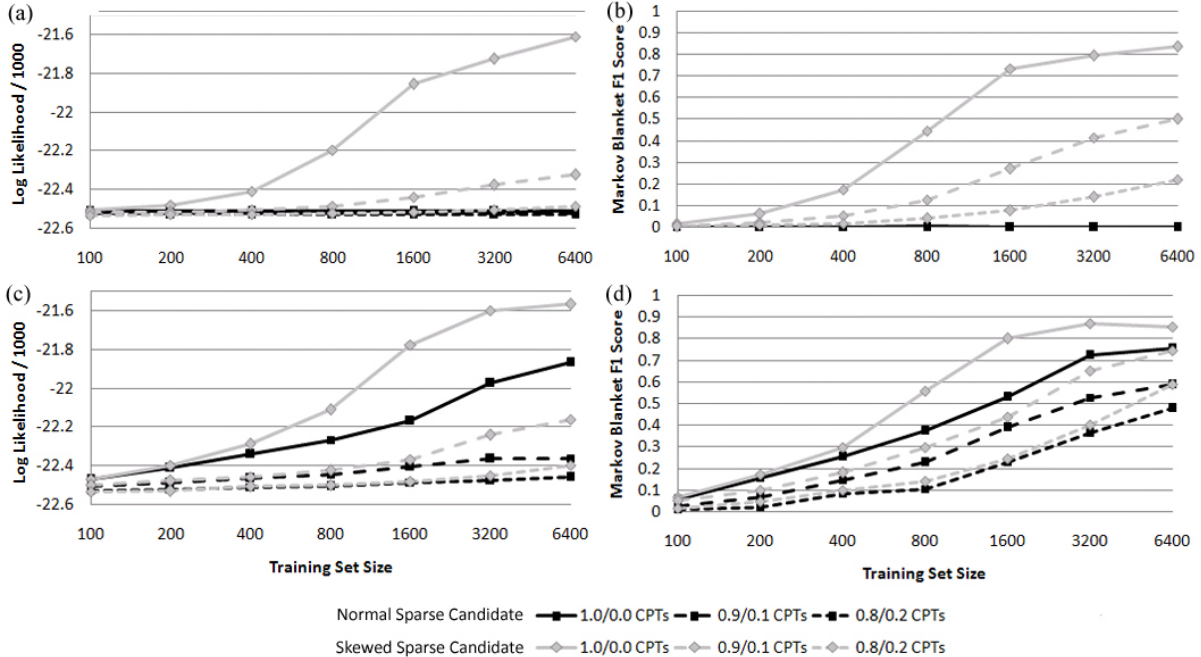 (a)
Log Likelihood / 1000
-21.6
-21.8
-22
-22.2
-22.4
-22.6
100 200 400 800 1600 3200 6400
(b)
Markov Blanket F1 Score
1
0.9
0.8
0.7
0.6
0.5
0.4
0.3
0.2
0.1
0
100 200 400 800 1600 3200 6400
(c)
Log Likelihood / 1000
-21.6
-21.8
-22
-22.2
-22.4
-22.6
100 200 400 800 1600 3200 6400
Training Set Size
(d)
Markov Blanket F1 Score
1
0.9
0.8
0.7
0.6
0.5
0.4
0.3
0.2
0.1
0
100 200 400 800 1600 3200 6400
Training Set Size
Normal Sparse Candidate 1.0/0.0 CPTs 0.9/0.1 CPTs 0.8/0.2 CPTs
Skewed Sparse Candidate 1.0/0.0 CPTs 0.9/0.1 CPTs 0.8/0.2 CPTs